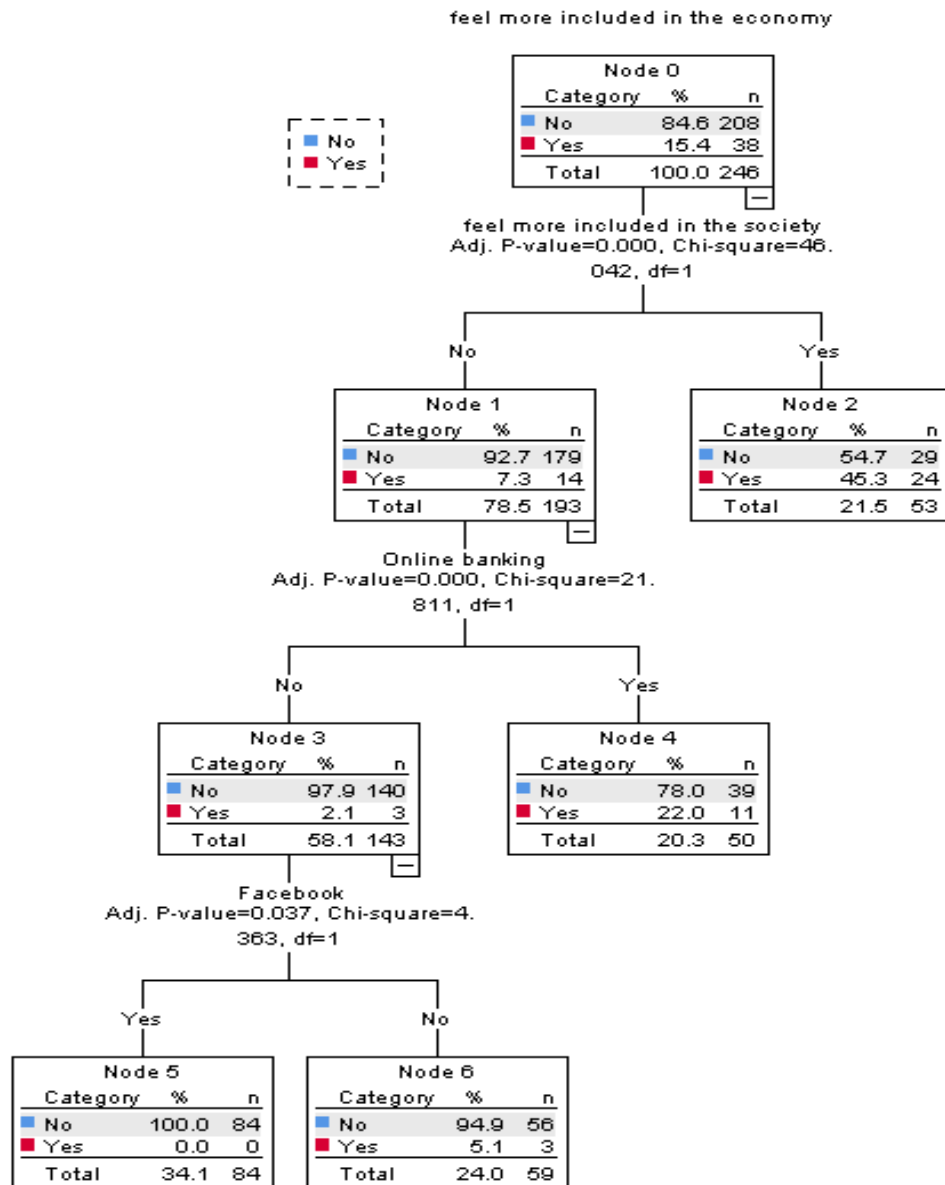 feel more included in the economy
Node 0
Category % n
No 84.6 208
Yes 15.4 38
Total 100.0 246
No
Yes
feel more included in the society
Adj. P-value=0.000, Chi-square=46.
042, df=1
No
Yes
Node 1
Category % n
No 92.7 179
Yes 7.3 14
Total 78.5 193
Node 2
Category % n
No 54.7 29
Yes 45.3 24
Total 21.5 53
Online banking
Adj. P-value=0.000, Chi-square=21.
811, df=1
No
Yes
Node 3
Category % n
No 97.9 140
Yes 2.1 3
Total 58.1 143
Node 4
Category % n
No 78.0 39
Yes 22.0 11
Total 20.3 50
Facebook
Adj. P-value=0.037, Chi-square=4.
363, df=1
Yes
No
Node 5
Category % n
No 100.0 84
Yes 0.0 0
Total 34.1 84
Node 6
Category % n
No 94.9 56
Yes 5.1 3
Total 24.0 59